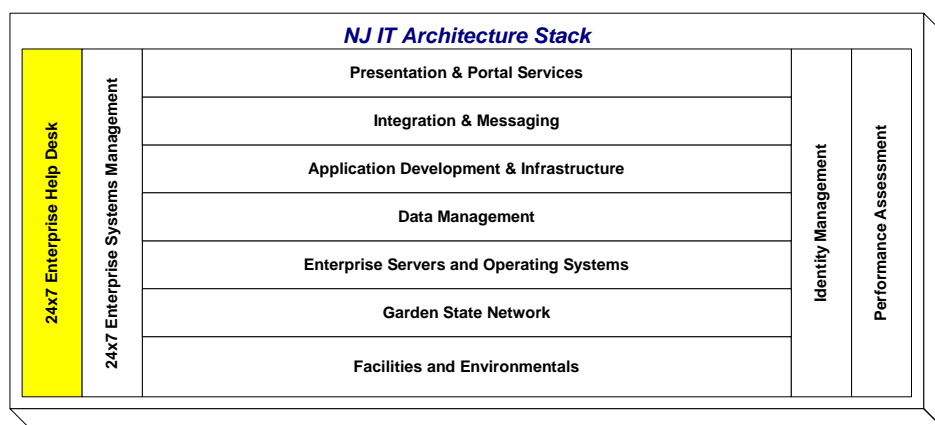 NJ IT Architecture Stack
24x7 Enterprise Help Desk
24x7 Enterprise Systems Management
Presentation & Portal Services
Integration & Messaging
Application Development & Infrastructure
Data Management
Enterprise Servers and Operating Systems
Garden State Network
Facilities and Environmentals
Identity Management
Performance Assessment